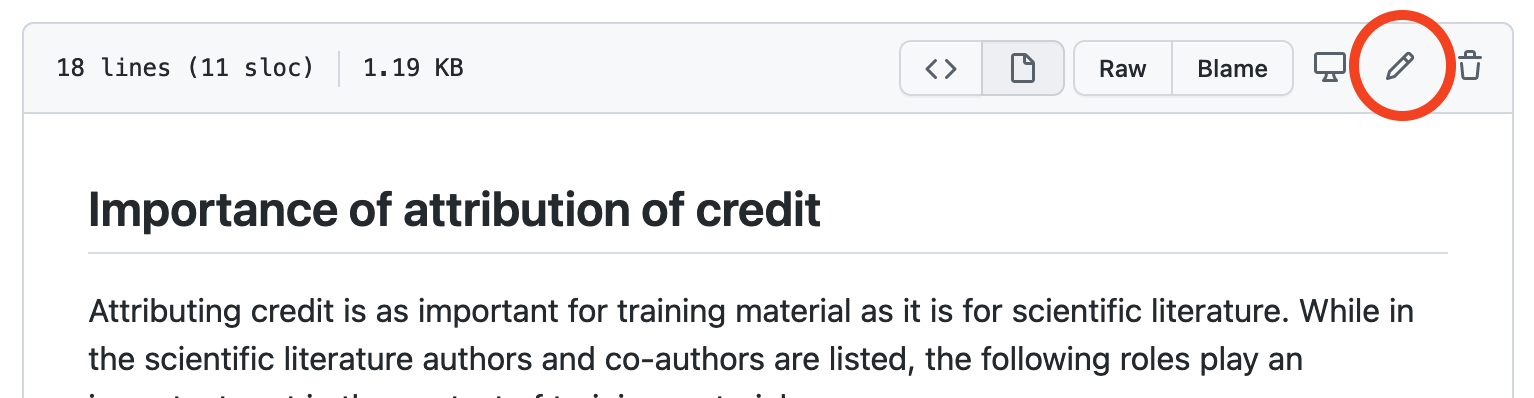 18 lines (11 sloc) 1.19 KB Raw Blame
Importance of attribution of credit
Attributing credit is as important for training material as it is for scientific literature. While in
the scientific literature authors and co-authors are listed, the following roles play an